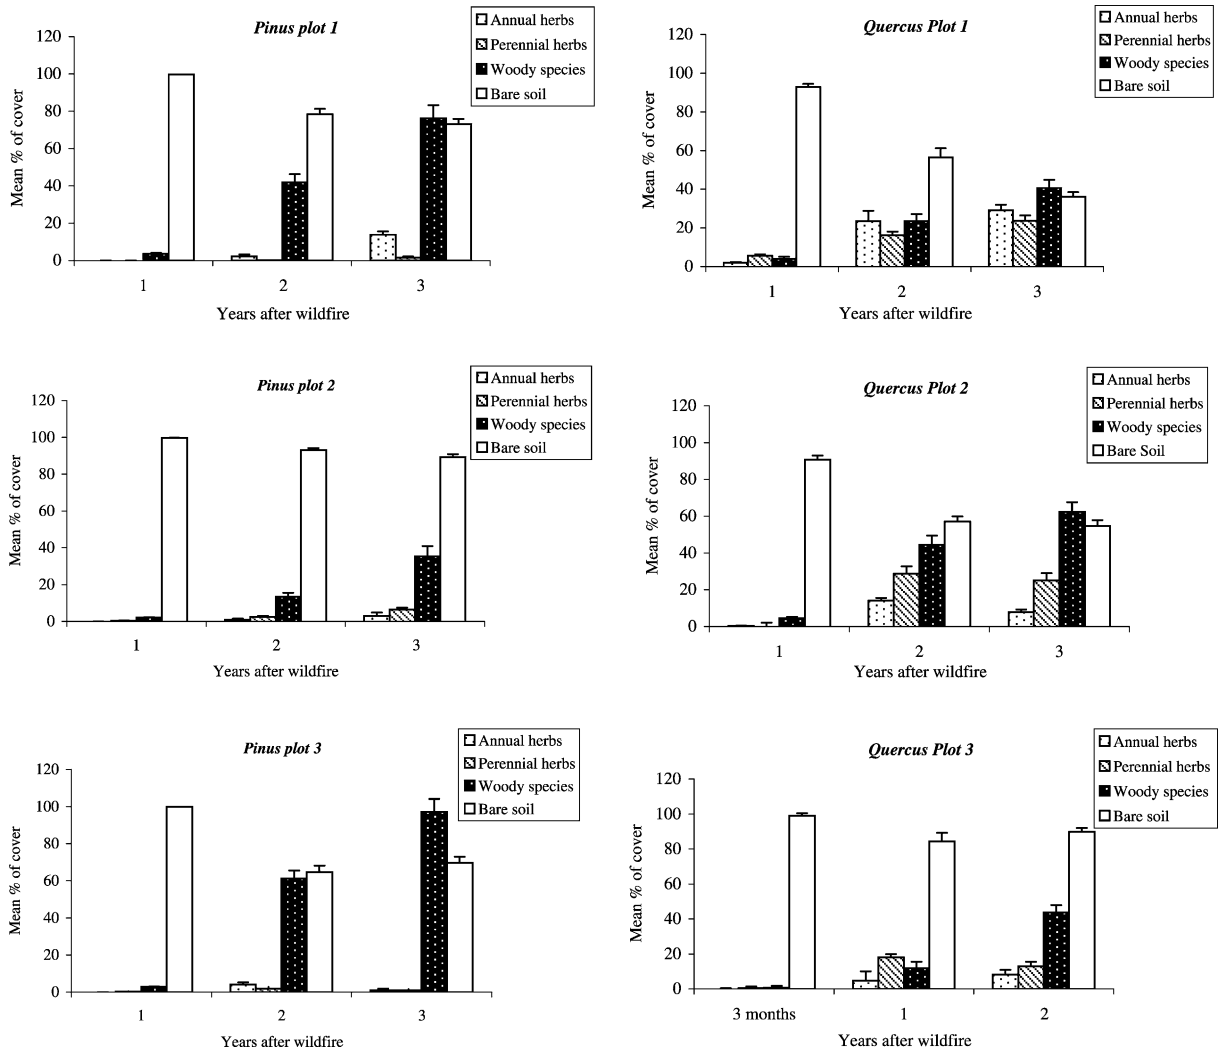 Pinus plot 1
Annual herbs
Perennial herbs
Woody species
Bare soil
Mean % of cover
120
100
80
60
40
20
0
1
2
3
Years after wildfire
Quercus Plot 1
Annual herbs
Perennial herbs
Woody species
Bare soil
Mean % of cover
120
100
80
60
40
20
0
1
2
3
Years after wildfire
Pinus plot 2
Annual herbs
Perennial herbs
Woody species
Bare soil
Mean % of cover
120
100
80
60
40
20
0
1
2
3
Years after wildfire
Quercus Plot 2
Annual herbs
Perennial herbs
Woody species
Bare Soil
Mean % of cover
120
100
80
60
40
20
0
1
2
3
Years after wildfire
Pinus plot 3
Annual herbs
Perennial herbs
Woody species
Bare soil
Mean % of cover
120
100
80
60
40
20
0
1
2
3
Years after wildfire
Quercus Plot 3
Annual herbs
Perennial herbs
Woody species
Bare soil
Mean % of cover
120
100
80
60
40
20
0
3 months
1
2
Years after wildfire